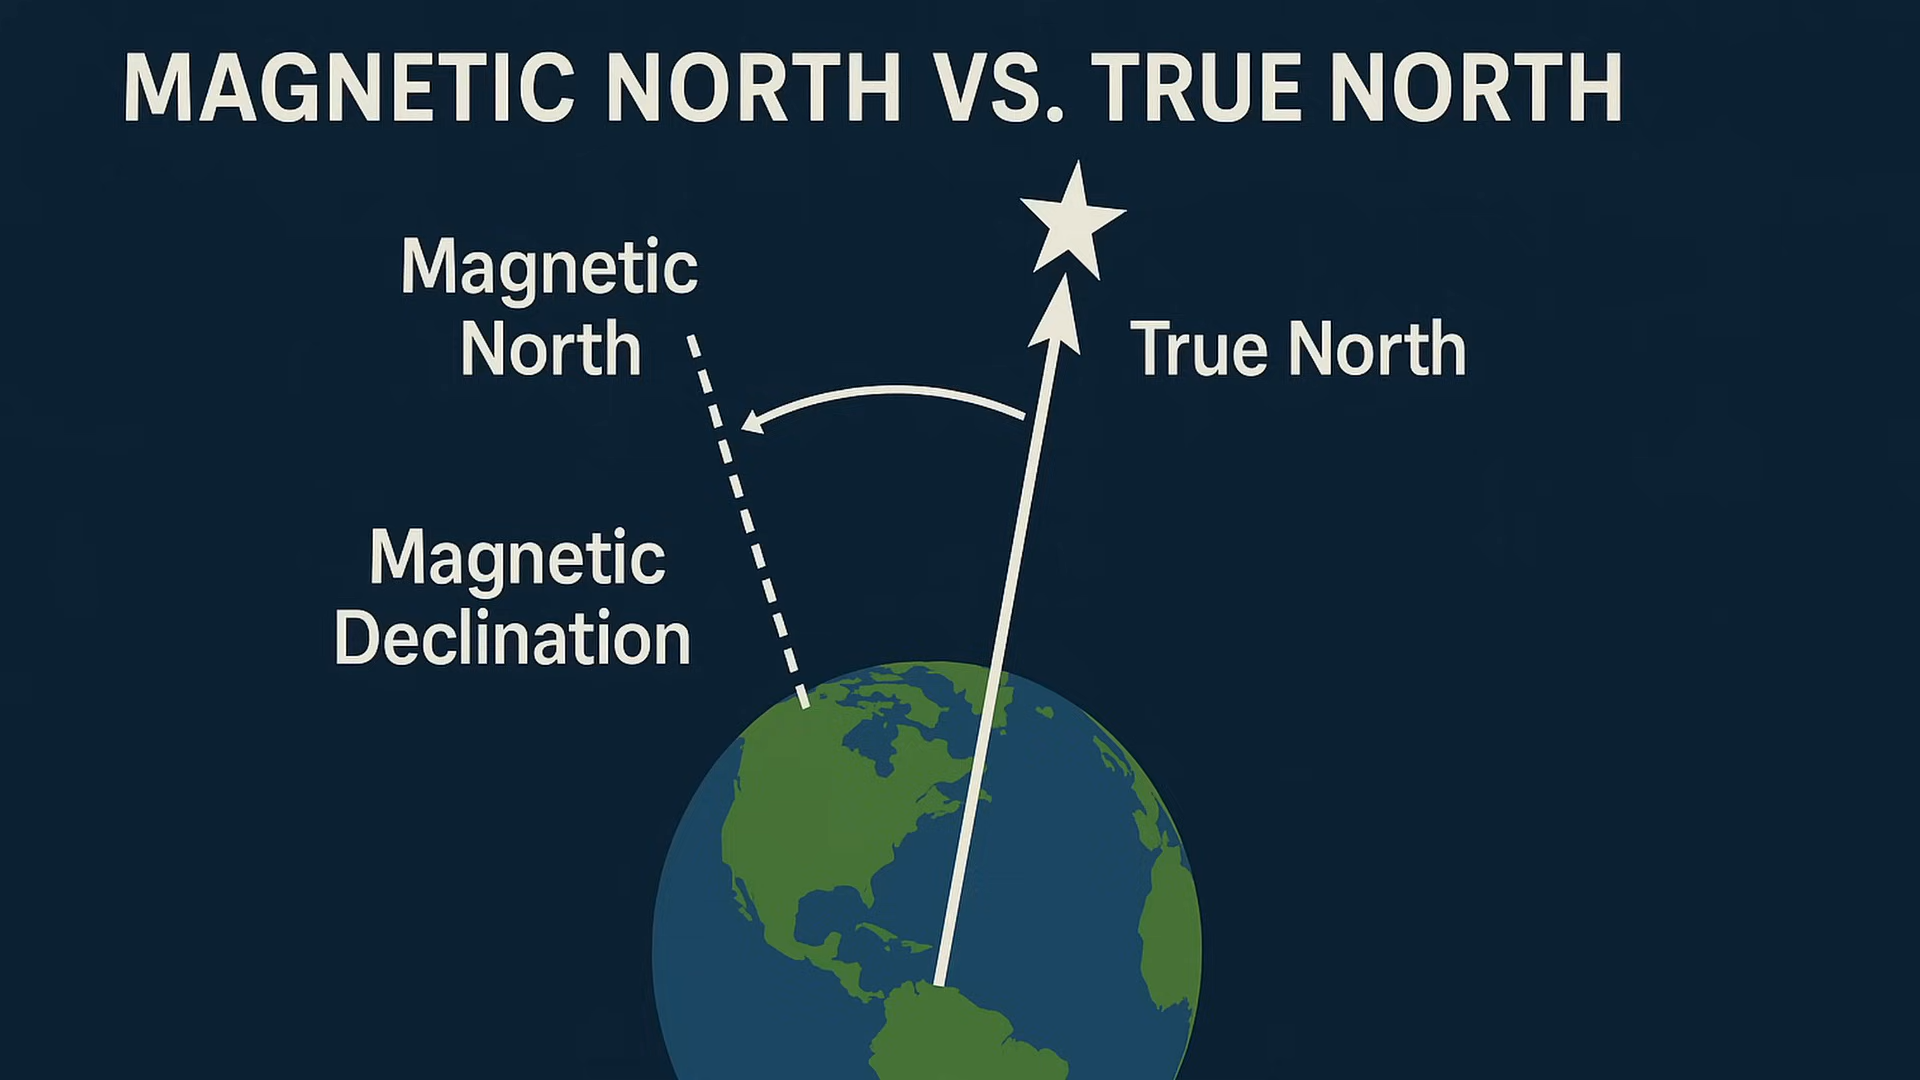 MAGNETIC NORTH VS. TRUE NORTH
Magnetic
North
True North
Magnetic
Declination